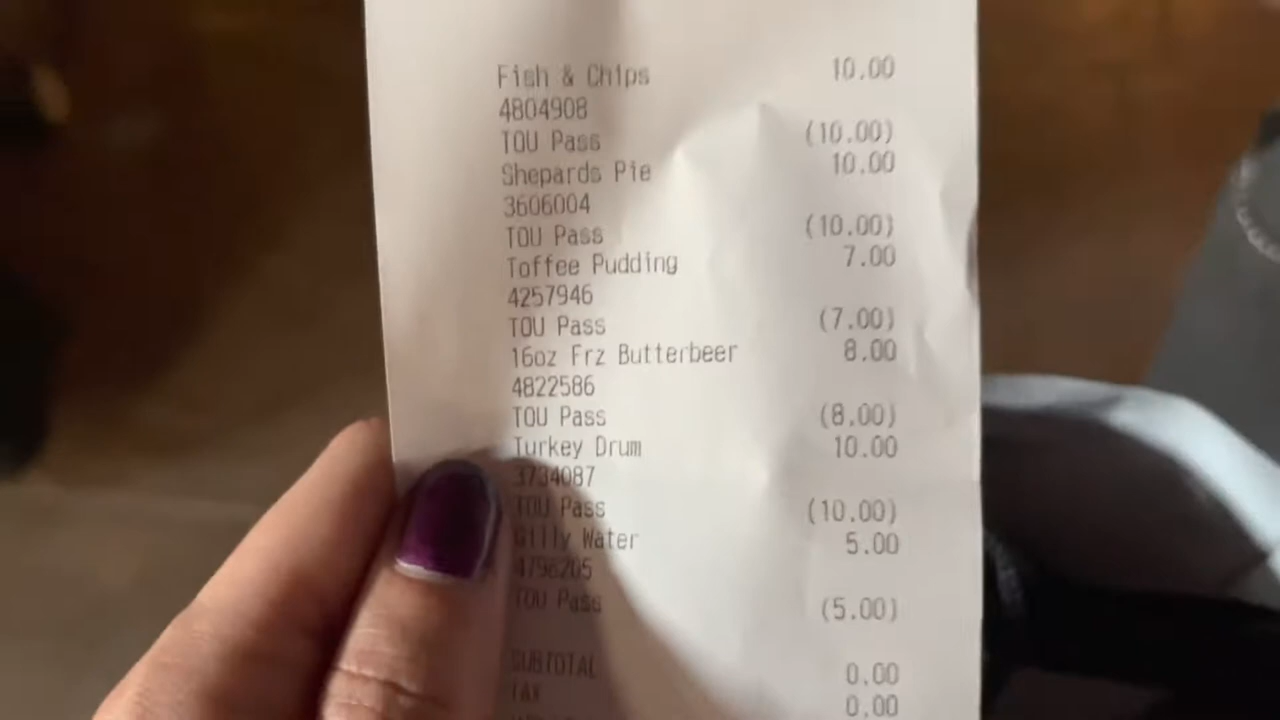 Fish & Chips 10.00
4804908
TOU Pass (10.00)
Shepards Pie 10.00
3606004
TOU Pass (10.00)
Toffee Pudding 7.00
4257946
TOU Pass (7.00)
16oz Frz Butterbeer 8.00
4822586
TOU Pass (8.00)
Turkey Drum 10.00
3734087
TOU Pass (10.00)
Gilly Water 5.00
4798205
TOU Pass (5.00)
SUBTOTAL 0.00
TAX 0.00